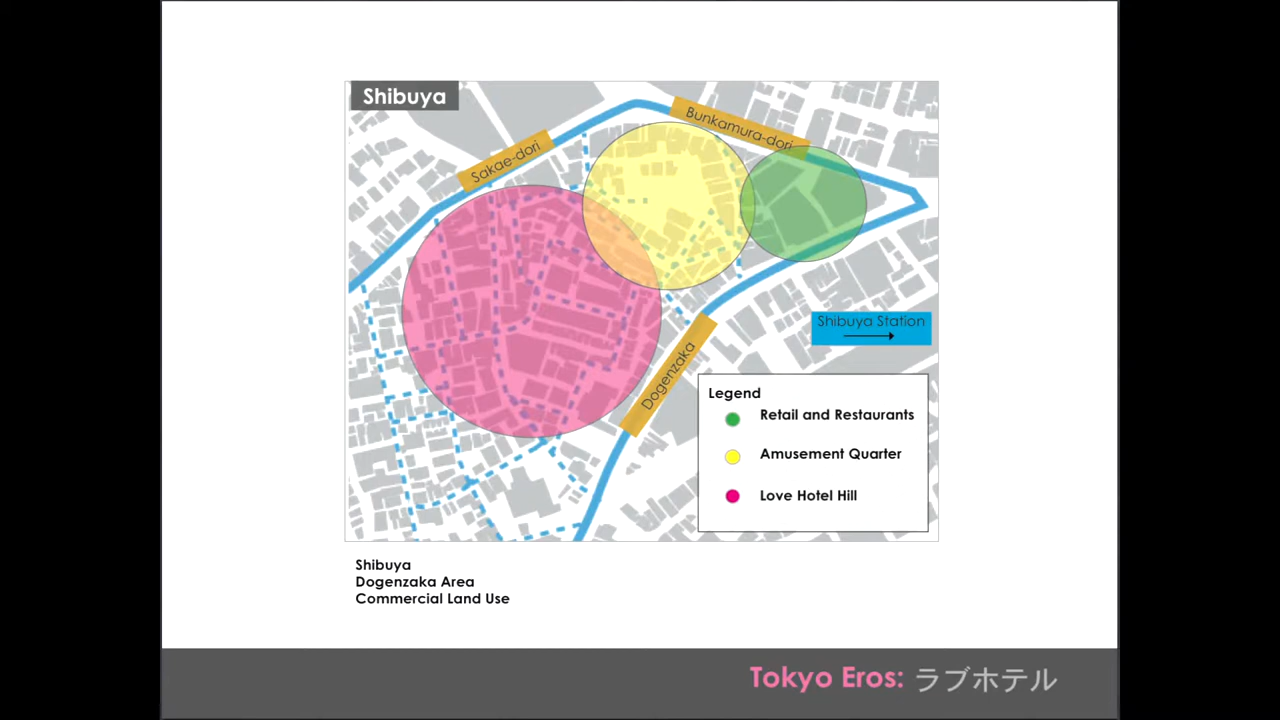 Shibuya
Bunkamura-dori
Sakae-dori
Shibuya Station
Dogenzaka
Legend
Retail and Restaurants
Amusement Quarter
Love Hotel Hill
Shibuya
Dogenzaka Area
Commercial Land Use
Tokyo Eros: ラブホテル